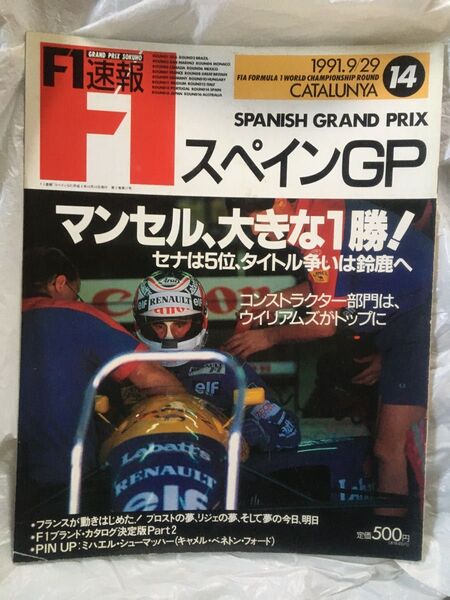 GRAND PRIX SOKUHO
F1速報
1991.9.29
FIA FORMULA 1 WORLD CHAMPIONSHIP ROUND 14
CATALUNYA
F1
SPANISH GRAND PRIX
スペインGP
マンセル、大きな1勝!
セナは5位、タイトル争いは鈴鹿へ
コンストラクター部門は、
ウイリアムズがトップに
Arai
RENAULT
elf
elf
Labatt's
RENAULT
elf
・フランスが動きはじめた! プロストの夢、リジェの夢、そして夢の今日、明日
・F1ブランド・カタログ決定版Part2
・PIN UP:ミハエル・シューマッハー(キャメル・ベネトン・フォード)
定価500円